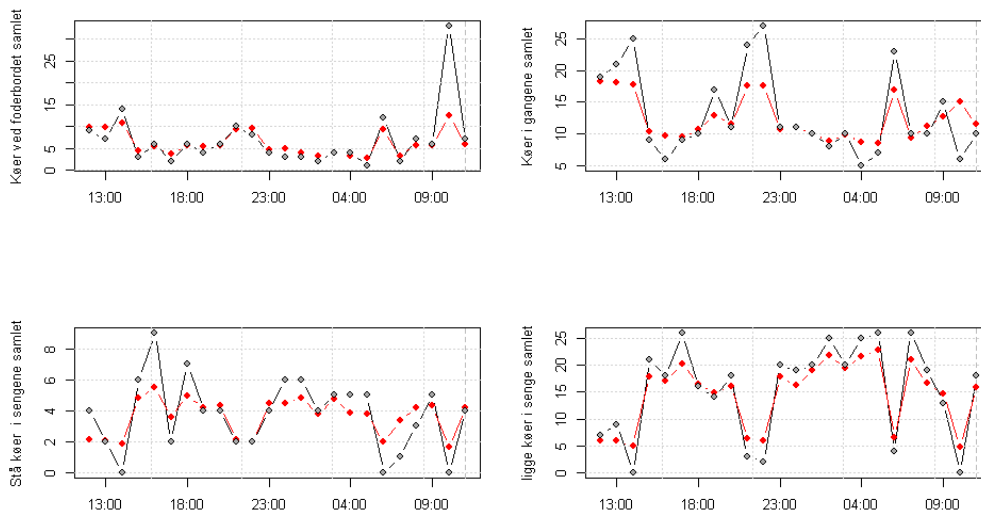 Køer ved foderbordet samlet
0 5 15 25
13:00 18:00 23:00 04:00 09:00
Køer i gangene samlet
5 10 15 20 25
13:00 18:00 23:00 04:00 09:00
Stå køer i sengene samlet
0 2 4 6 8
13:00 18:00 23:00 04:00 09:00
ligge køer i senge samlet
0 5 10 15 20 25
13:00 18:00 23:00 04:00 09:00